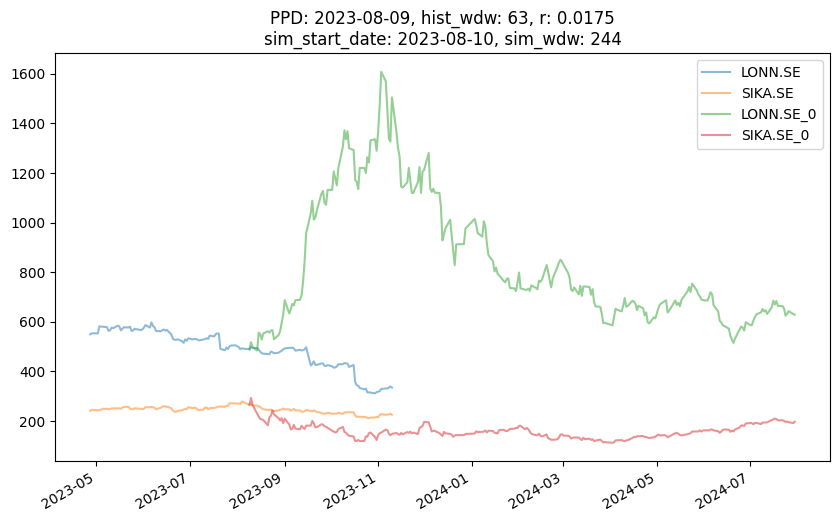 PPD: 2023-08-09, hist_wdw: 63, r: 0.0175
sim_start_date: 2023-08-10, sim_wdw: 244
LONN.SE
SIKA.SE
LONN.SE_0
SIKA.SE_0
1600
1400
1200
1000
800
600
400
200
2023-05
2023-07
2023-09
2023-11
2024-01
2024-03
2024-05
2024-07